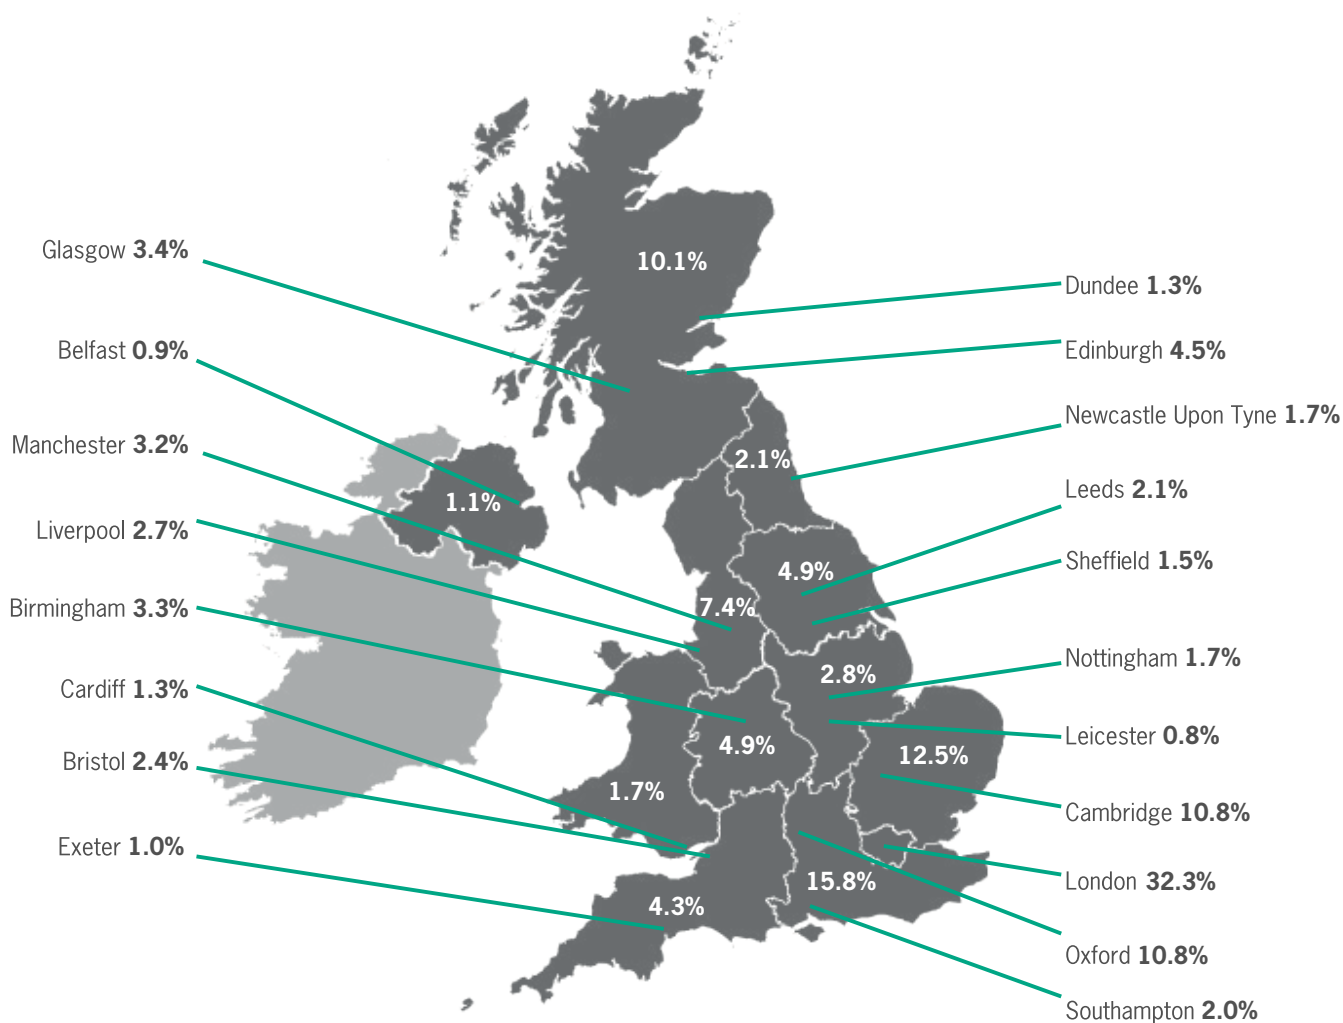 Glasgow 3.4%
Belfast 0.9%
Manchester 3.2%
Liverpool 2.7%
Birmingham 3.3%
Cardiff 1.3%
Bristol 2.4%
Exeter 1.0%
10.1%
2.1%
1.1%
4.9%
7.4%
2.8%
4.9%
12.5%
1.7%
15.8%
4.3%
Dundee 1.3%
Edinburgh 4.5%
Newcastle Upon Tyne 1.7%
Leeds 2.1%
Sheffield 1.5%
Nottingham 1.7%
Leicester 0.8%
Cambridge 10.8%
London 32.3%
Oxford 10.8%
Southampton 2.0%